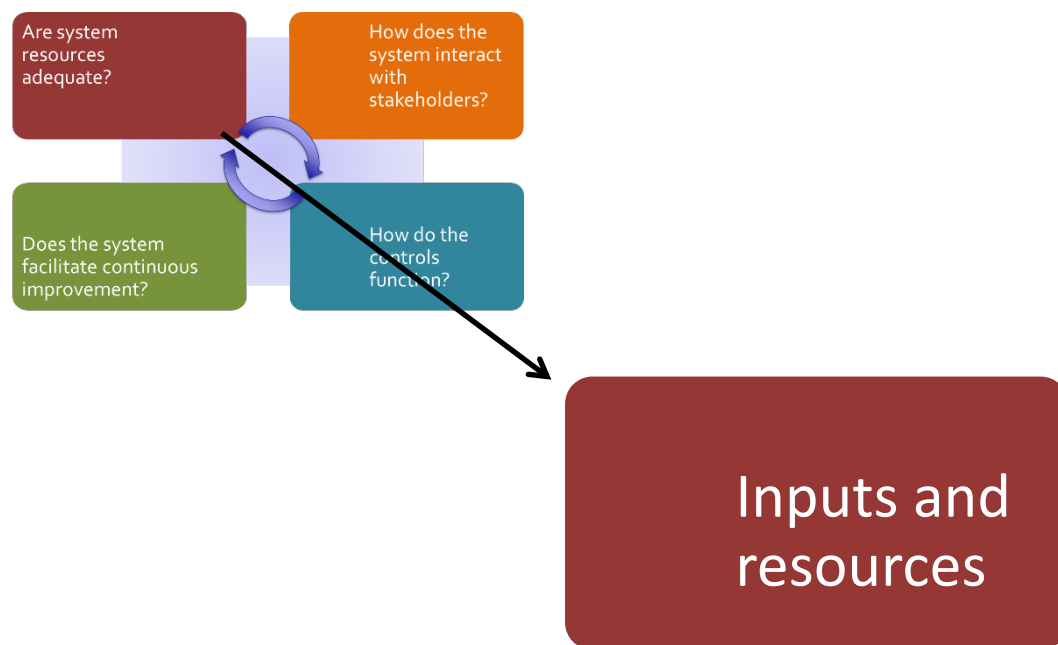 Are system
resources
adequate?
How does the
system interact
with
stakeholders?
Does the system
facilitate continuous
improvement?
How do the
controls
function?
Inputs and
resources